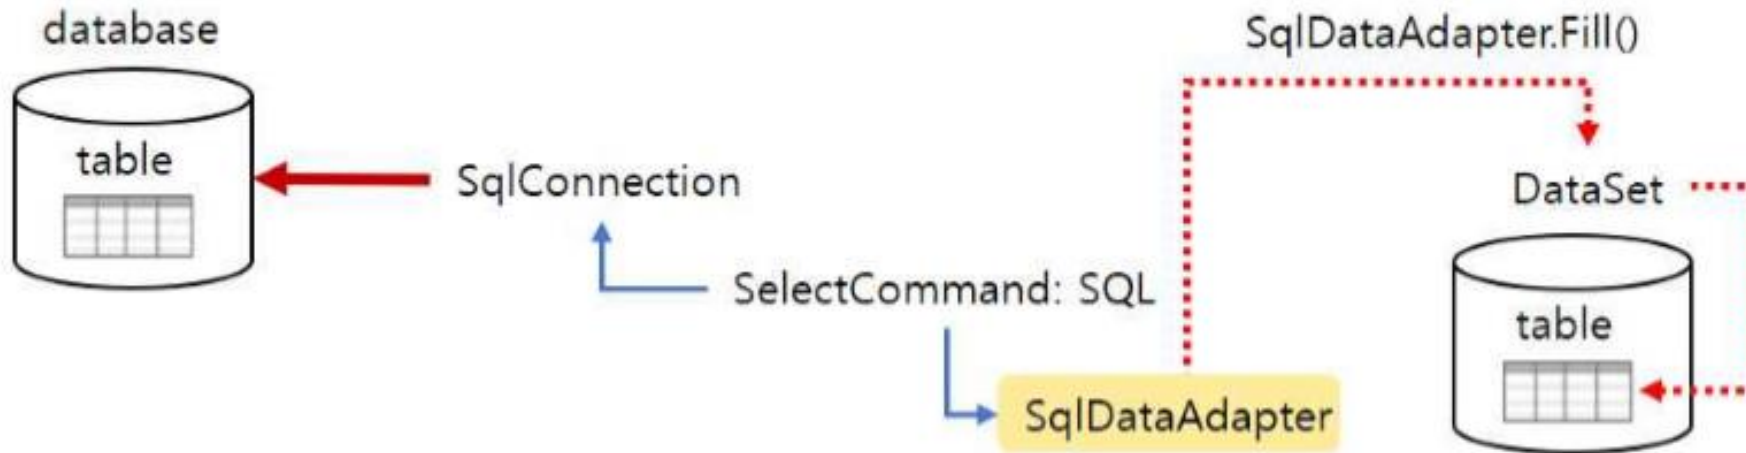 database
table
SqlConnection
SelectCommand: SQL
SqlDataAdapter
SqlDataAdapter.Fill()
DataSet
table